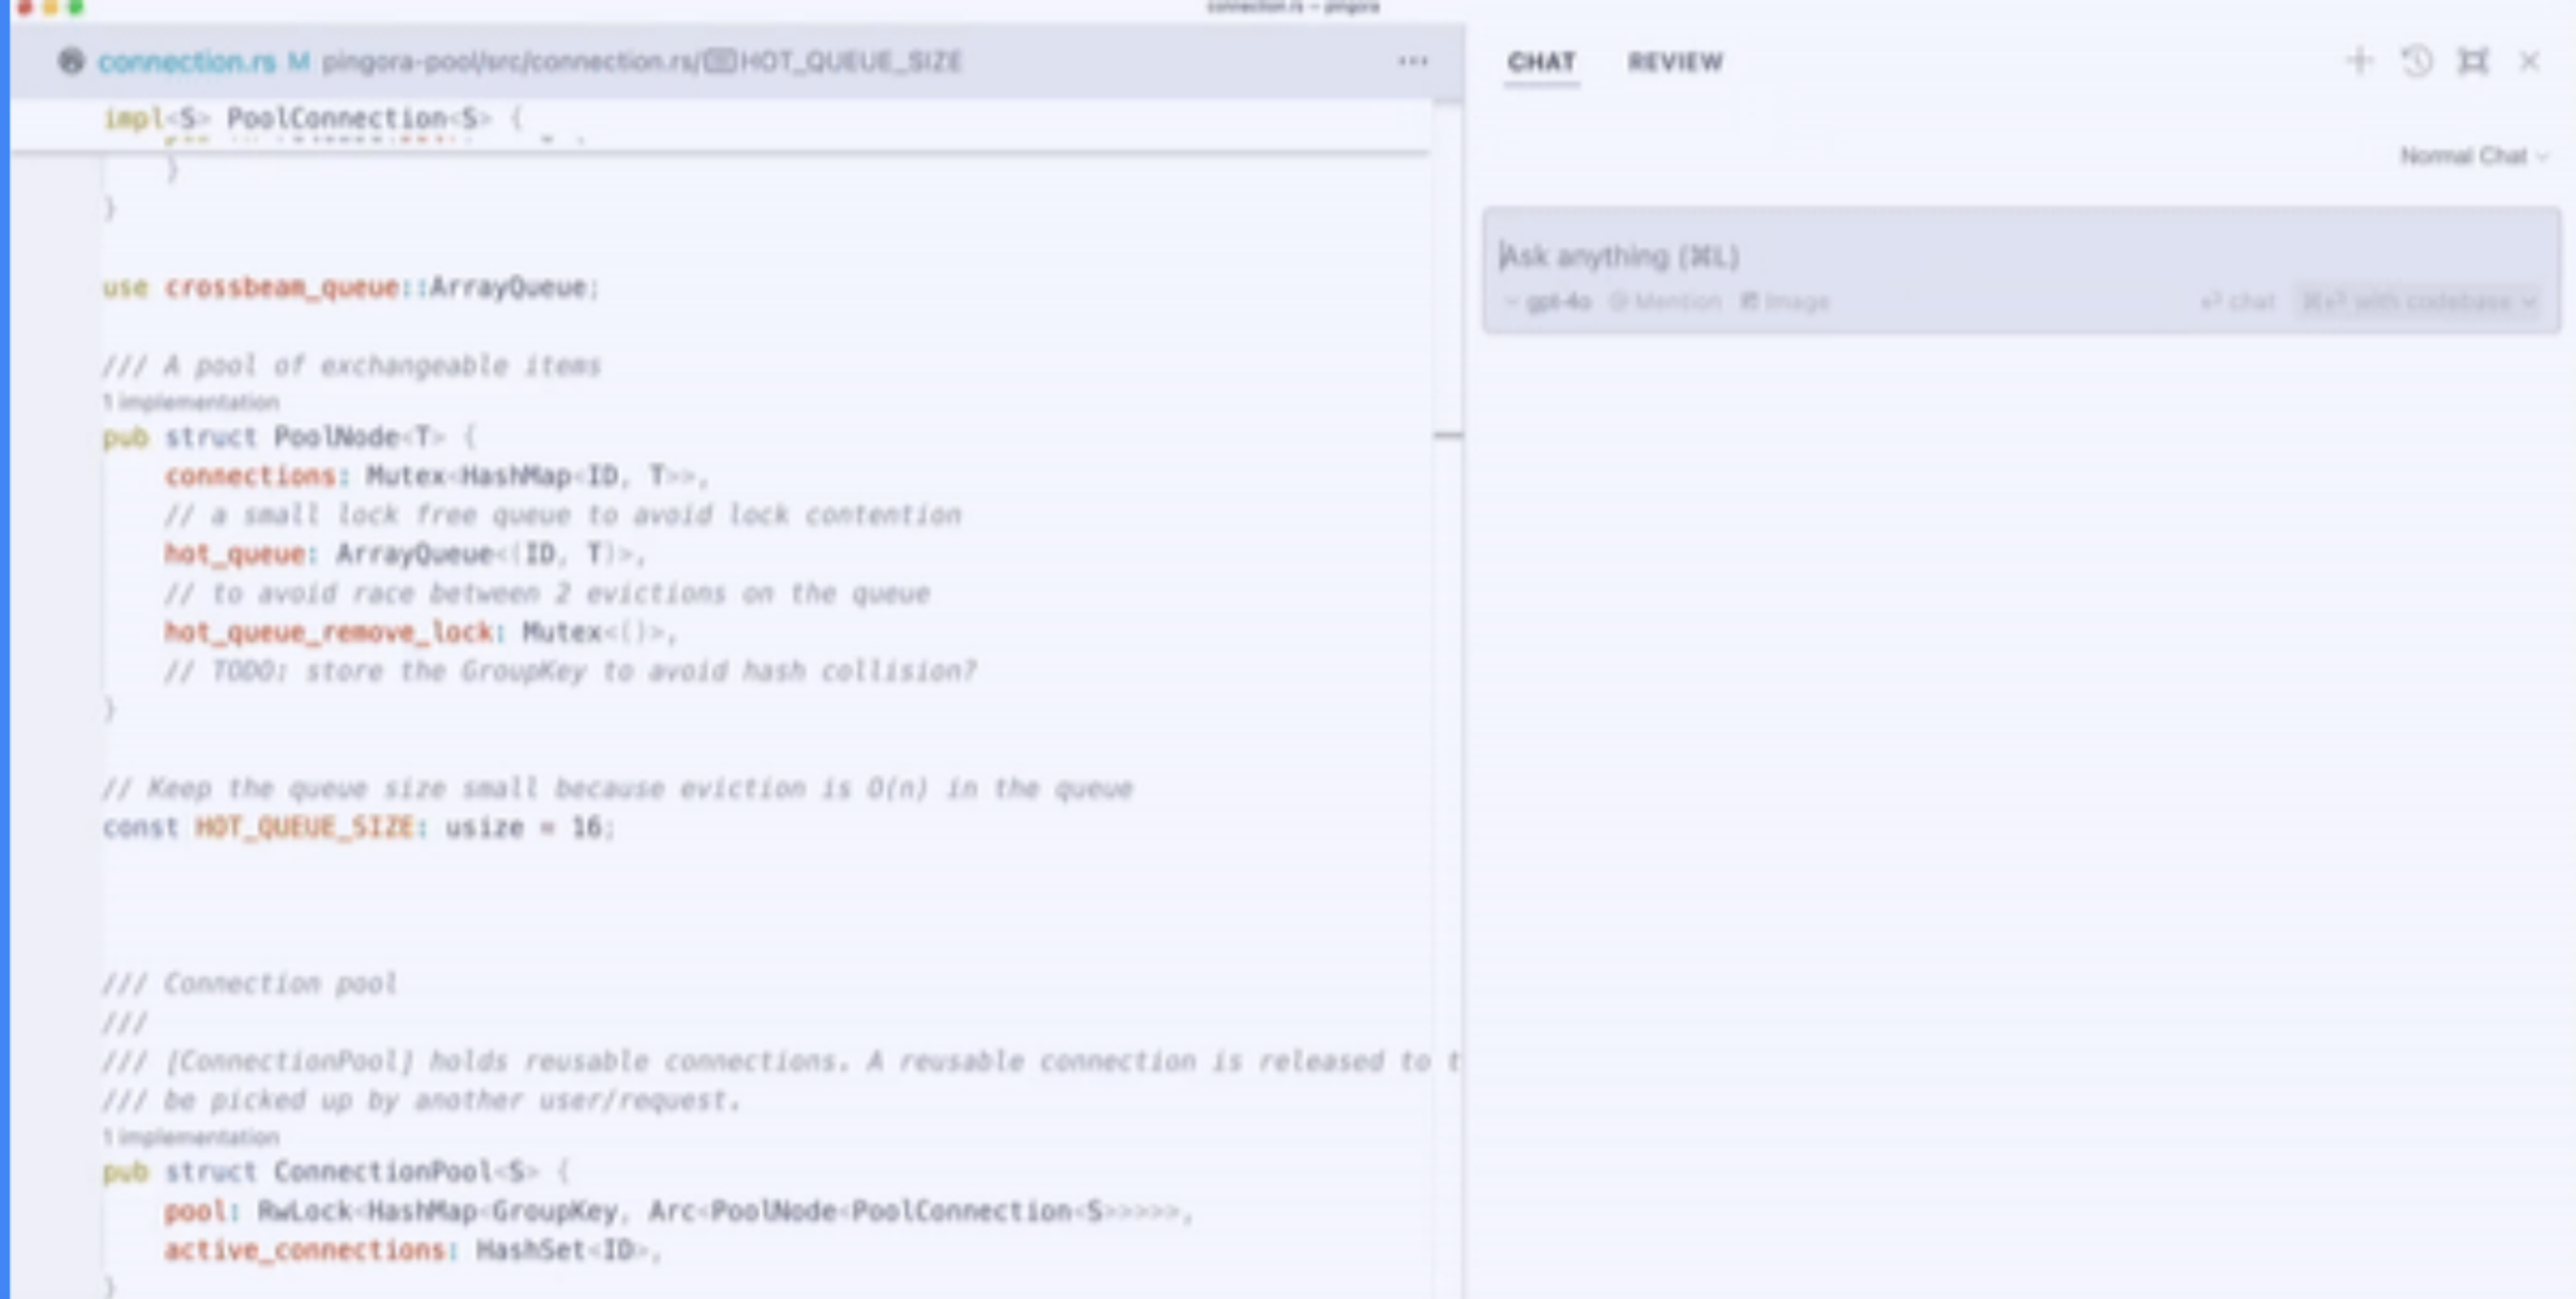 connection.rs — pingora
connection.rs M pingora-pool/src/connection.rs/HOT_QUEUE_SIZE ...
impl<S> PoolConnection<S> {
}
}
use crossbeam_queue::ArrayQueue;
/// A pool of exchangeable items
1 implementation
pub struct PoolNode<T> {
connections: Mutex<HashMap<ID, T>>,
// a small lock free queue to avoid lock contention
hot_queue: ArrayQueue<(ID, T)>,
// to avoid race between 2 evictions on the queue
hot_queue_remove_lock: Mutex<()>,
// TODO: store the GroupKey to avoid hash collision?
}
// Keep the queue size small because eviction is O(n) in the queue
const HOT_QUEUE_SIZE: usize = 16;
/// Connection pool
///
/// [ConnectionPool] holds reusable connections. A reusable connection is released to t
/// be picked up by another user/request.
1 implementation
pub struct ConnectionPool<S> {
pool: RwLock<HashMap<GroupKey, Arc<PoolNode<PoolConnection<S>>>>>,
active_connections: HashSet<ID>,
}
CHAT REVIEW
Normal Chat
Ask anything (⌘L)
gpt-4o @ Mention Image ⏎ chat ⌘⏎ with codebase